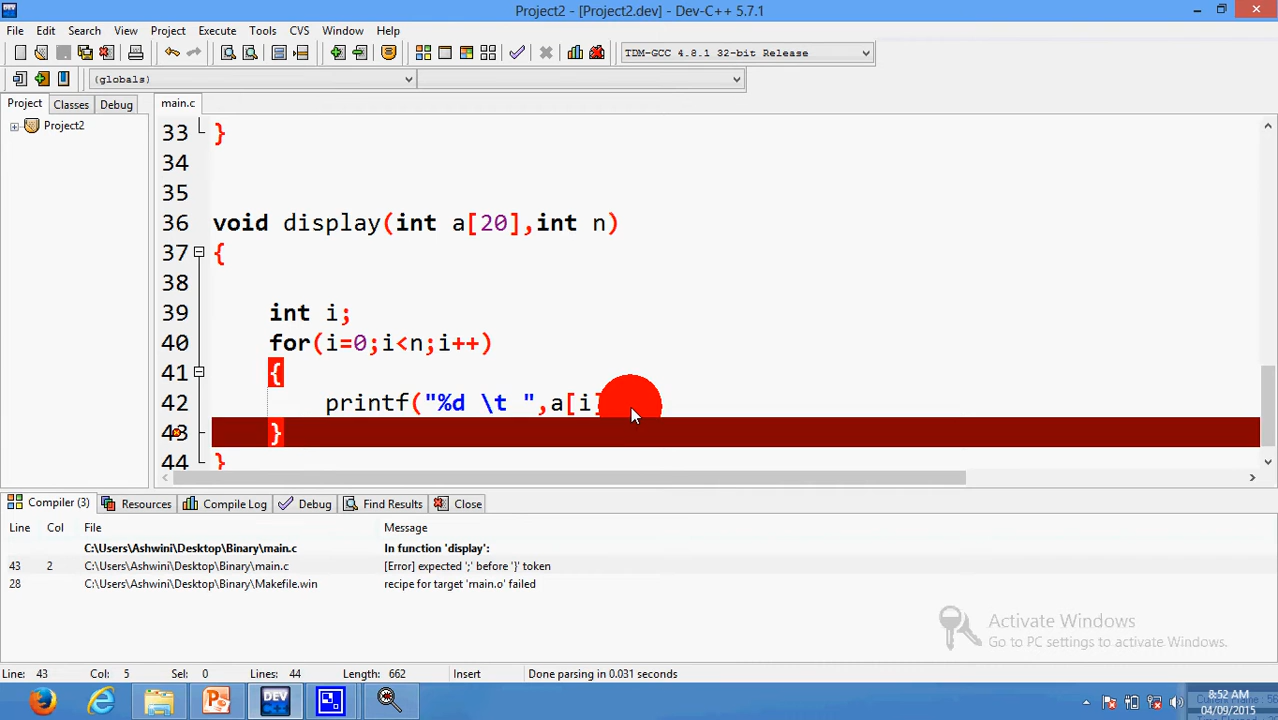 Project2 - [Project2.dev] - Dev-C++ 5.7.1
File Edit Search View Project Execute Tools CVS Window Help
TDM-GCC 4.8.1 32-bit Release
(globals)
Project Classes Debug
main.c
Project2
33 }
34
35
36 void display(int a[20],int n)
37 {
38
39 int i;
40 for(i=0;i<n;i++)
41 {
42 printf("%d \t ",a[i]
43 }
44 }
Compiler (3) Resources Compile Log Debug Find Results Close
Line Col File Message
C:\Users\Ashwini\Desktop\Binary\main.c In function 'display':
43 2 C:\Users\Ashwini\Desktop\Binary\main.c [Error] expected ';' before '}' token
28 C:\Users\Ashwini\Desktop\Binary\Makefile.win recipe for target 'main.o' failed
Activate Windows
Go to PC settings to activate Windows.
Line: 43 Col: 5 Sel: 0 Lines: 44 Length: 662 Insert Done parsing in 0.031 seconds
DEV C++
8:52 AM
04/09/2015